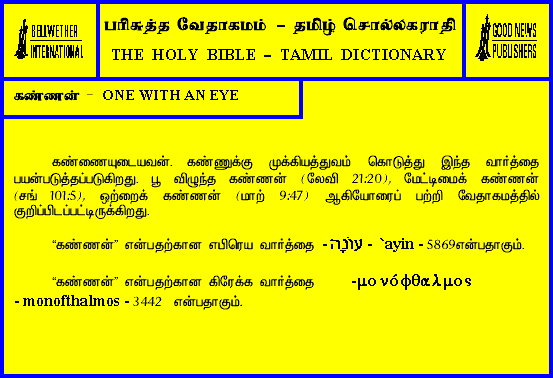 BELLWETHER
INTERNATIONAL
பரிசுத்த வேதாகமம் - தமிழ் சொல்லகராதி
THE HOLY BIBLE – TAMIL DICTIONARY
GOOD NEWS
PUBLISHERS
கண்ணன் - ONE WITH AN EYE
கண்ணையுடையவன். கண்ணுக்கு முக்கியத்துவம் கொடுத்து இந்த வார்த்தை
பயன்படுத்தப்படுகிறது. பூ விழுந்த கண்ணன் (லேவி 21:20), மேட்டிமைக் கண்ணன்
(சங் 101:5), ஒற்றைக் கண்ணன் (மாற் 9:47) ஆகியோரைப் பற்றி வேதாகமத்தில்
குறிப்பிடப்பட்டிருக்கிறது.
“கண்ணன்” என்பதற்கான எபிரெய வார்த்தை - - `ayin - 5869என்பதாகும்.
“கண்ணன்” என்பதற்கான கிரேக்க வார்த்தை -μονόφθαλμος
- monofthalmos - 3442 என்பதாகும்.